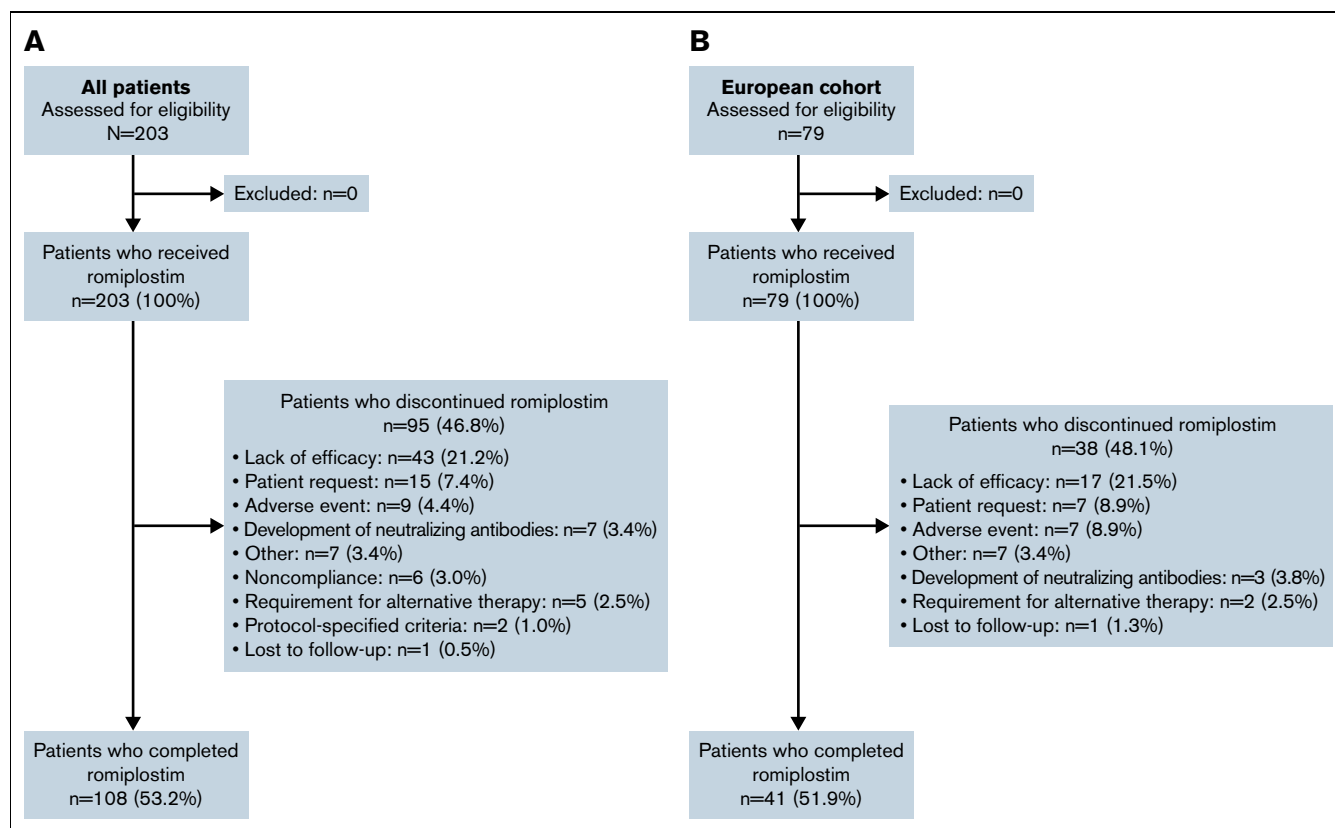 A
All patients
Assessed for eligibility
N=203
Excluded: n=0
Patients who received
romiplostim
n=203 (100%)
Patients who discontinued romiplostim
n=95 (46.8%)
• Lack of efficacy: n=43 (21.2%)
• Patient request: n=15 (7.4%)
• Adverse event: n=9 (4.4%)
• Development of neutralizing antibodies: n=7 (3.4%)
• Other: n=7 (3.4%)
• Noncompliance: n=6 (3.0%)
• Requirement for alternative therapy: n=5 (2.5%)
• Protocol-specified criteria: n=2 (1.0%)
• Lost to follow-up: n=1 (0.5%)
Patients who completed
romiplostim
n=108 (53.2%)
B
European cohort
Assessed for eligibility
n=79
Excluded: n=0
Patients who received
romiplostim
n=79 (100%)
Patients who discontinued romiplostim
n=38 (48.1%)
• Lack of efficacy: n=17 (21.5%)
• Patient request: n=7 (8.9%)
• Adverse event: n=7 (8.9%)
• Other: n=7 (3.4%)
• Development of neutralizing antibodies: n=3 (3.8%)
• Requirement for alternative therapy: n=2 (2.5%)
• Lost to follow-up: n=1 (1.3%)
Patients who completed
romiplostim
n=41 (51.9%)